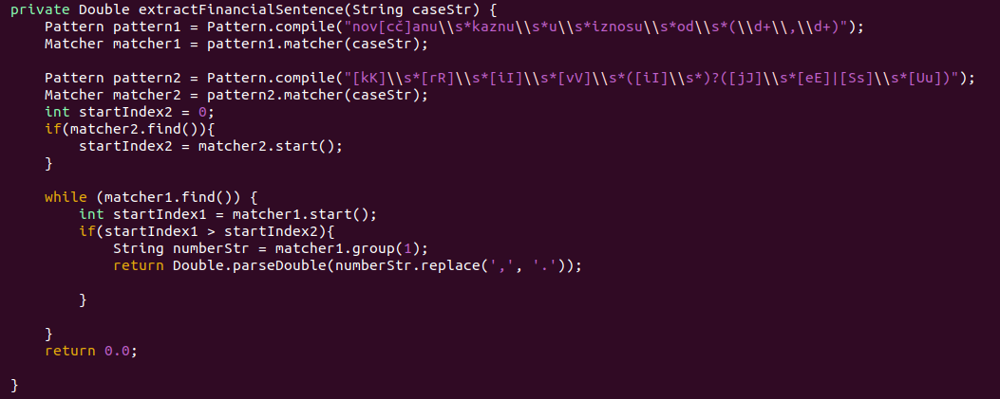 private Double extractFinancialSentence(String caseStr) {
    Pattern pattern1 = Pattern.compile("nov[cč]anu\\s*kaznu\\s*u\\s*iznosu\\s*od\\s*(\\d+\\,\\d+)");
    Matcher matcher1 = pattern1.matcher(caseStr);
    Pattern pattern2 = Pattern.compile("[kK]\\s*[rR]\\s*[iI]\\s*[vV]\\s*([iI]\\s*)?([jJ]\\s*[eE]|[Ss]\\s*[Uu])");
    Matcher matcher2 = pattern2.matcher(caseStr);
    int startIndex2 = 0;
    if(matcher2.find()){
        startIndex2 = matcher2.start();
    }
    while (matcher1.find()) {
        int startIndex1 = matcher1.start();
        if(startIndex1 > startIndex2){
            String numberStr = matcher1.group(1);
            return Double.parseDouble(numberStr.replace(',', '.'));
        }
    }
    return 0.0;
}